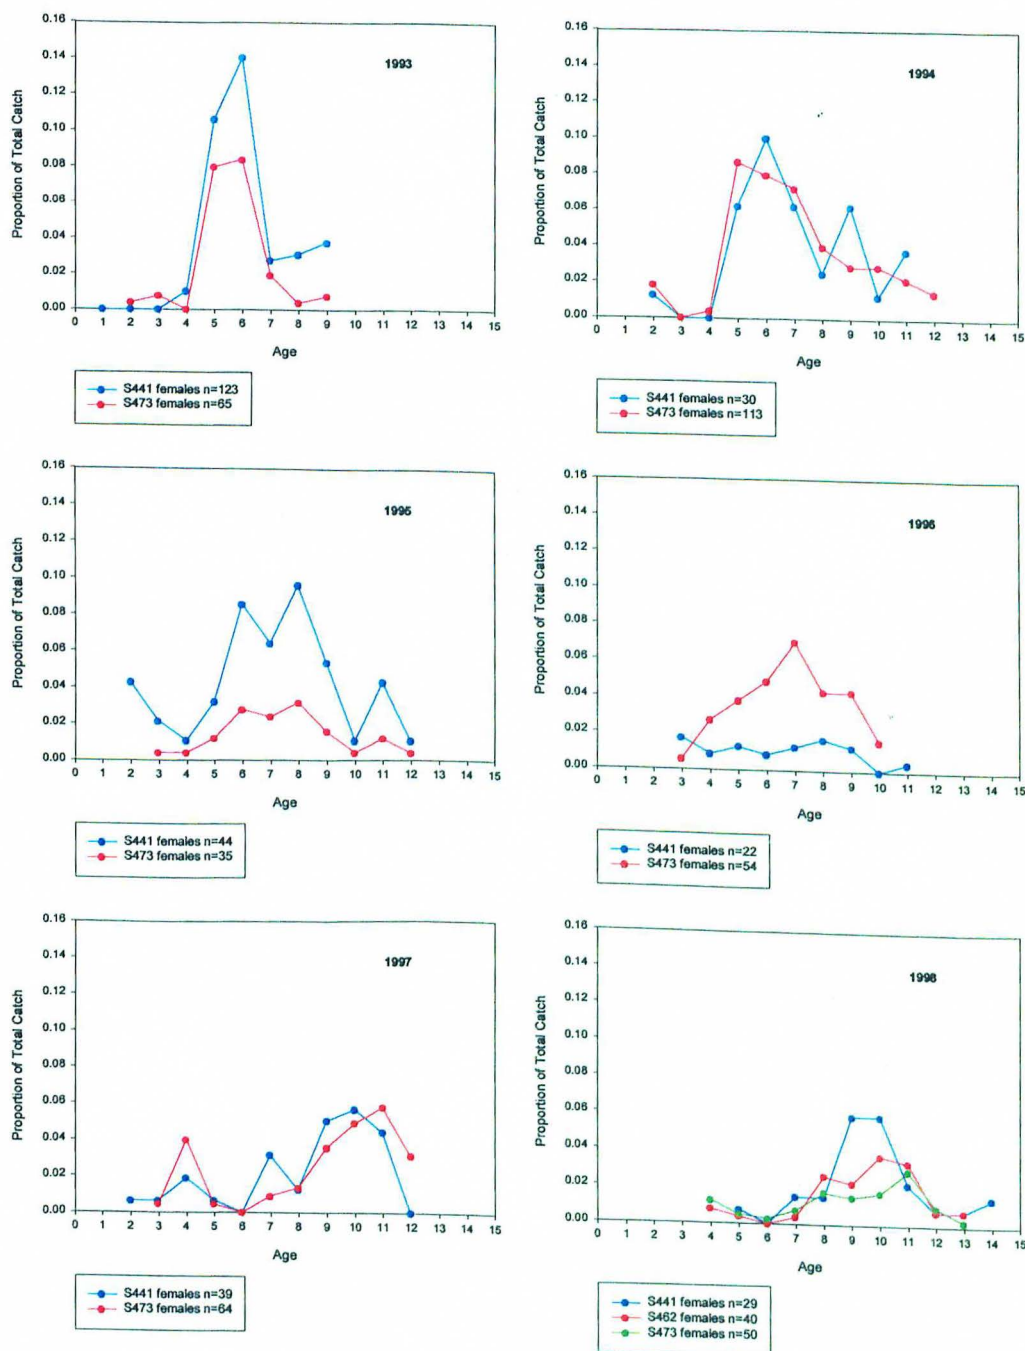 1993
Proportion of Total Catch
0.16
0.14
0.12
0.10
0.08
0.06
0.04
0.02
0.00
0 1 2 3 4 5 6 7 8 9 10 11 12 13 14 15
Age
S441 females n=123
S473 females n=65
1994
Proportion of Total Catch
0.16
0.14
0.12
0.10
0.08
0.06
0.04
0.02
0.00
0 1 2 3 4 5 6 7 8 9 10 11 12 13 14 15
Age
S441 females n=30
S473 females n=113
1995
Proportion of Total Catch
0.16
0.14
0.12
0.10
0.08
0.06
0.04
0.02
0.00
0 1 2 3 4 5 6 7 8 9 10 11 12 13 14 15
Age
S441 females n=44
S473 females n=35
1996
Proportion of Total Catch
0.16
0.14
0.12
0.10
0.08
0.06
0.04
0.02
0.00
0 1 2 3 4 5 6 7 8 9 10 11 12 13 14 15
Age
S441 females n=22
S473 females n=54
1997
Proportion of Total Catch
0.16
0.14
0.12
0.10
0.08
0.06
0.04
0.02
0.00
0 1 2 3 4 5 6 7 8 9 10 11 12 13 14 15
Age
S441 females n=39
S473 females n=64
1998
Proportion of Total Catch
0.16
0.14
0.12
0.10
0.08
0.06
0.04
0.02
0.00
0 1 2 3 4 5 6 7 8 9 10 11 12 13 14 15
Age
S441 females n=29
S462 females n=40
S473 females n=50